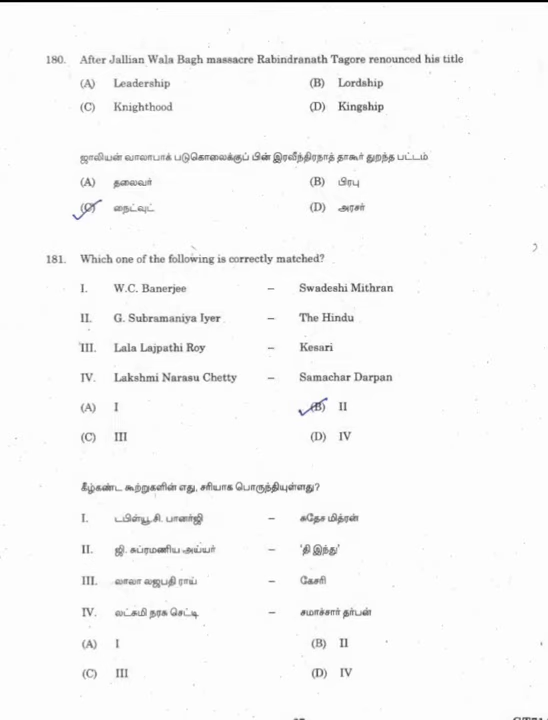 180. After Jallian Wala Bagh massacre Rabindranath Tagore renounced his title
(A) Leadership (B) Lordship
(C) Knighthood (D) Kingship
ஜாலியன் வாலாபாக் படுகொலைக்குப் பின் இரவீந்திரநாத் தாகூர் துறந்த பட்டம்
(A) தலைவர் (B) பிரபு
(C) நைட்வுட் (D) அரசர்
181. Which one of the following is correctly matched?
I. W.C. Banerjee – Swadeshi Mithran
II. G. Subramaniya Iyer – The Hindu
III. Lala Lajpathi Roy – Kesari
IV. Lakshmi Narasu Chetty – Samachar Darpan
(A) I (B) II
(C) III (D) IV
கீழ்கண்ட கூற்றுகளின் எது, சரியாக பொருந்தியுள்ளது?
I. டபிள்யூ.சி. பானர்ஜி – சுதேச மித்ரன்
II. ஜி. சுப்ரமணிய அய்யர் – 'தி இந்து'
III. லாலா லஜபதி ராய் – கேசரி
IV. லட்சுமி நரசு செட்டி – சமாச்சார் தர்பன்
(A) I (B) II
(C) III (D) IV